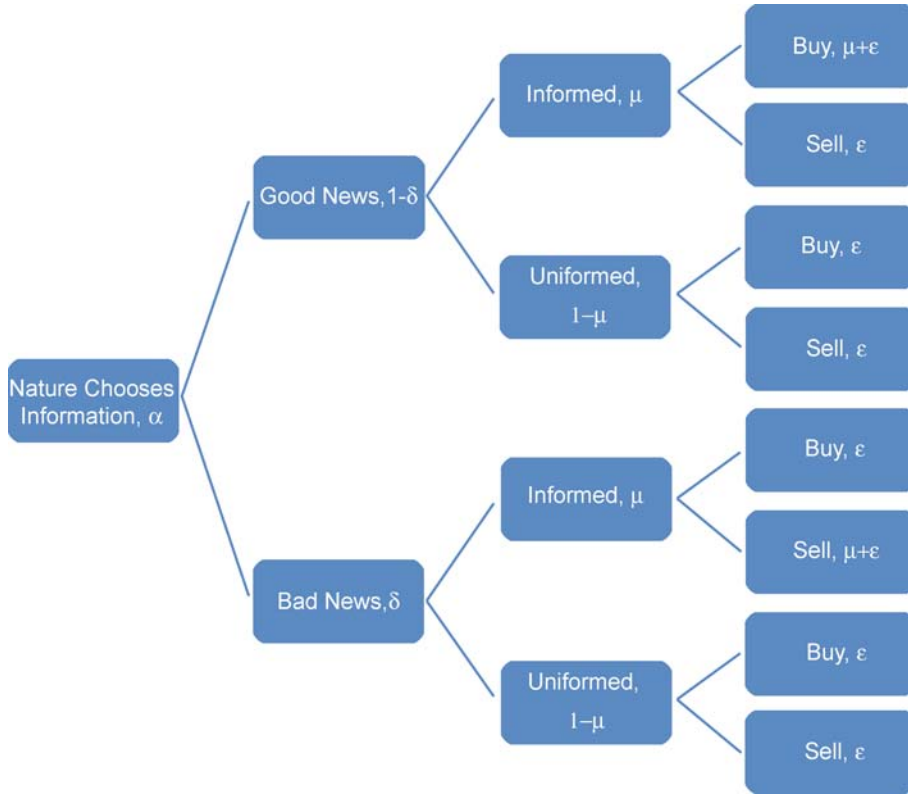 Nature Chooses
Information, α
Good News,1-δ
Bad News,δ
Informed, μ
Uniformed,
1−μ
Informed, μ
Uniformed,
1−μ
Buy, μ+ε
Sell, ε
Buy, ε
Sell, ε
Buy, ε
Sell, μ+ε
Buy, ε
Sell, ε